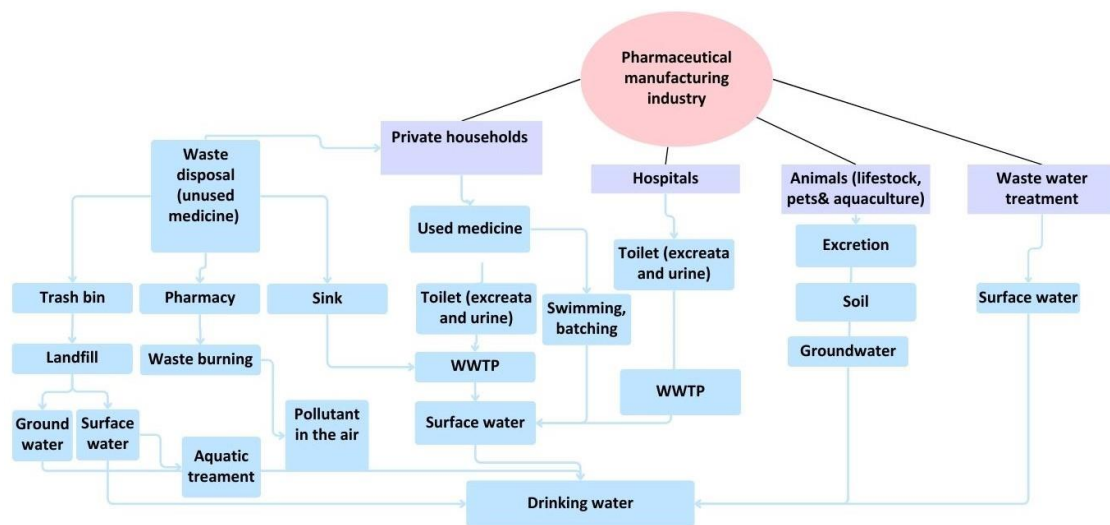 Pharmaceutical
manufacturing
industry
Private households
Waste
disposal
(unused
medicine)
Hospitals
Animals (lifestock,
pets& aquaculture)
Waste water
treatment
Used medicine
Toilet (excreata
and urine)
Excretion
Trash bin
Pharmacy
Sink
Toilet (excreata
and urine)
Swimming,
batching
Soil
Surface water
Landfill
Waste burning
WWTP
Groundwater
WWTP
Ground
water
Surface
water
Pollutant
in the air
Surface water
Aquatic
treament
Drinking water